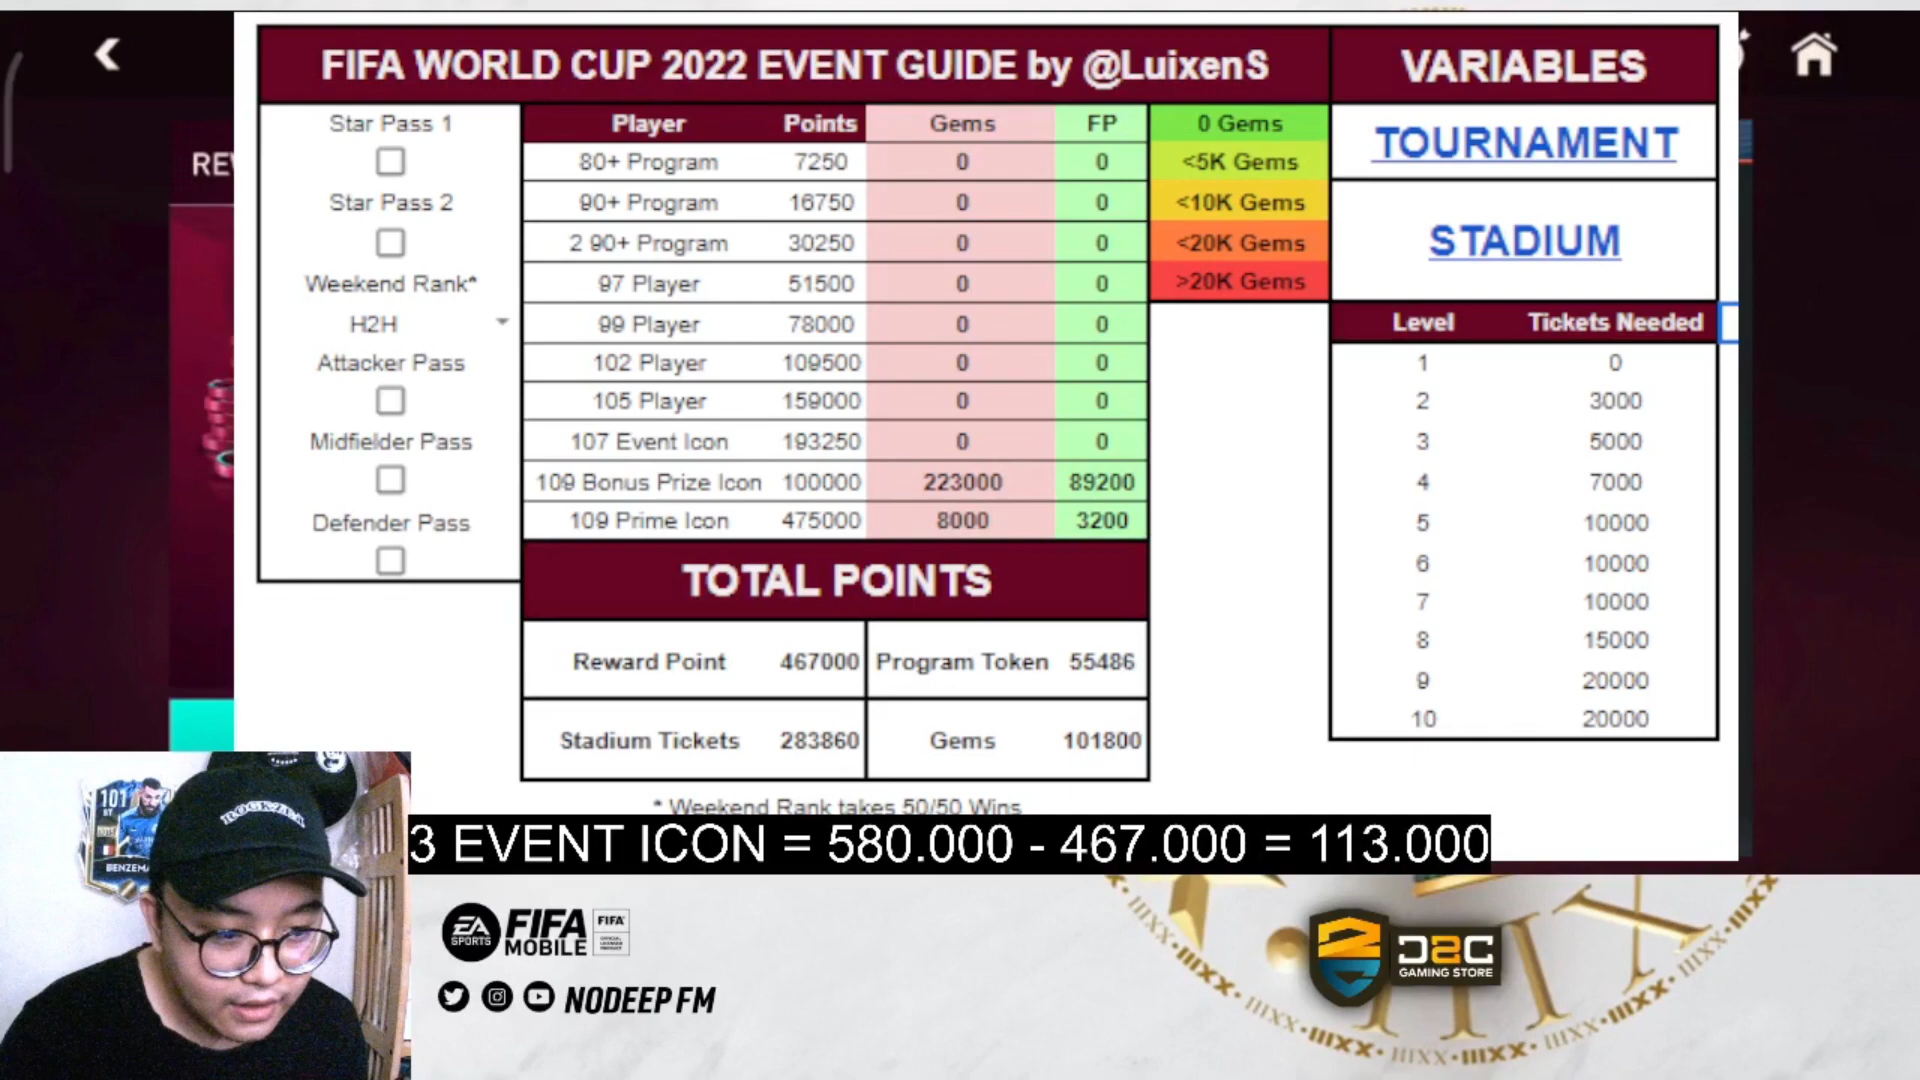 FIFA WORLD CUP 2022 EVENT GUIDE by @LuixenS
VARIABLES
RE
Star Pass 1
Star Pass 2
Weekend Rank*
H2H
Attacker Pass
Midfielder Pass
Defender Pass
Player Points Gems FP
80+ Program 7250 0 0
90+ Program 16750 0 0
2 90+ Program 30250 0 0
97 Player 51500 0 0
99 Player 78000 0 0
102 Player 109500 0 0
105 Player 159000 0 0
107 Event Icon 193250 0 0
109 Bonus Prize Icon 100000 223000 89200
109 Prime Icon 475000 8000 3200
0 Gems
<5K Gems
<10K Gems
<20K Gems
>20K Gems
TOURNAMENT
STADIUM
Level Tickets Needed
1 0
2 3000
3 5000
4 7000
5 10000
6 10000
7 10000
8 15000
9 20000
10 20000
TOTAL POINTS
Reward Point 467000 Program Token 55486
Stadium Tickets 283860 Gems 101800
* Weekend Rank takes 50/50 Wins
3 EVENT ICON = 580.000 - 467.000 = 113.000
101
ST
BENZEMA
EA
SPORTS
FIFA
MOBILE
FIFA
NODEEP FM
J2C
GAMING STORE